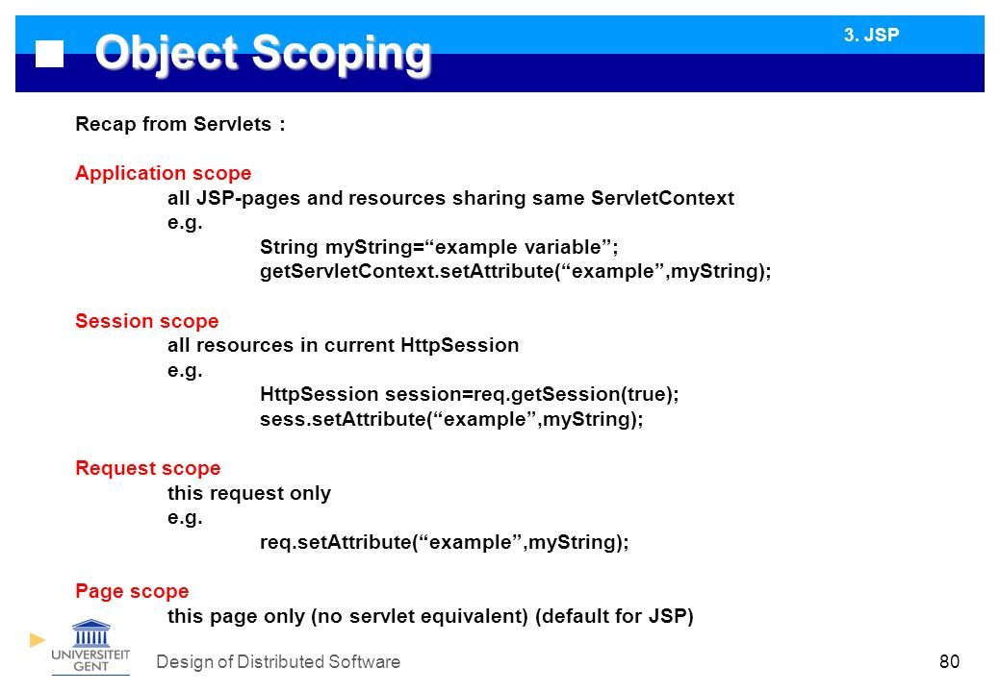 3. JSP
Object Scoping
Recap from Servlets :
Application scope
all JSP-pages and resources sharing same ServletContext
e.g.
String myString=“example variable”;
getServletContext.setAttribute(“example”,myString);
Session scope
all resources in current HttpSession
e.g.
HttpSession session=req.getSession(true);
sess.setAttribute(“example”,myString);
Request scope
this request only
e.g.
req.setAttribute(“example”,myString);
Page scope
this page only (no servlet equivalent) (default for JSP)
UNIVERSITEIT
GENT
Design of Distributed Software
80